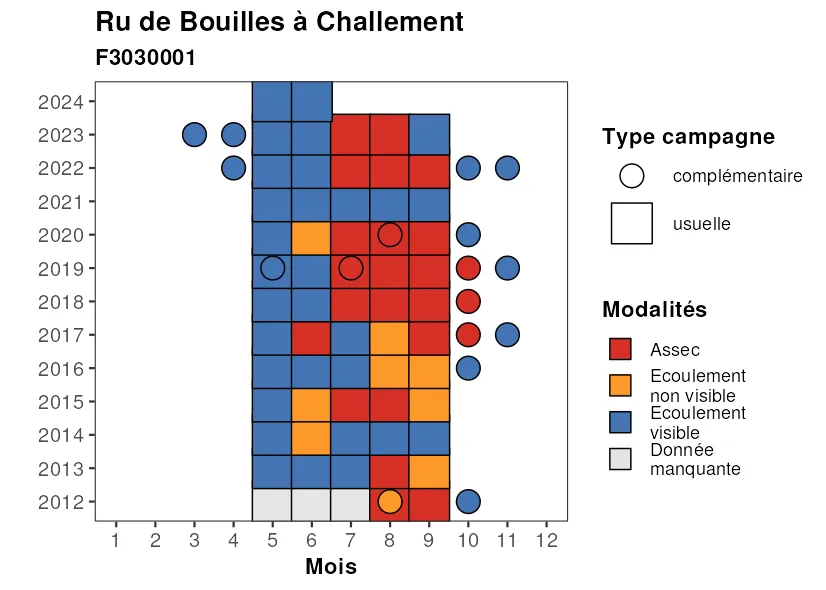 Ru de Bouilles à Challement
F3030001
2024
2023
2022
2021
2020
2019
2018
2017
2016
2015
2014
2013
2012
1 2 3 4 5 6 7 8 9 10 11 12
Mois
Type campagne
complémentaire
usuelle
Modalités
Assec
Ecoulement
non visible
Ecoulement
visible
Donnée
manquante